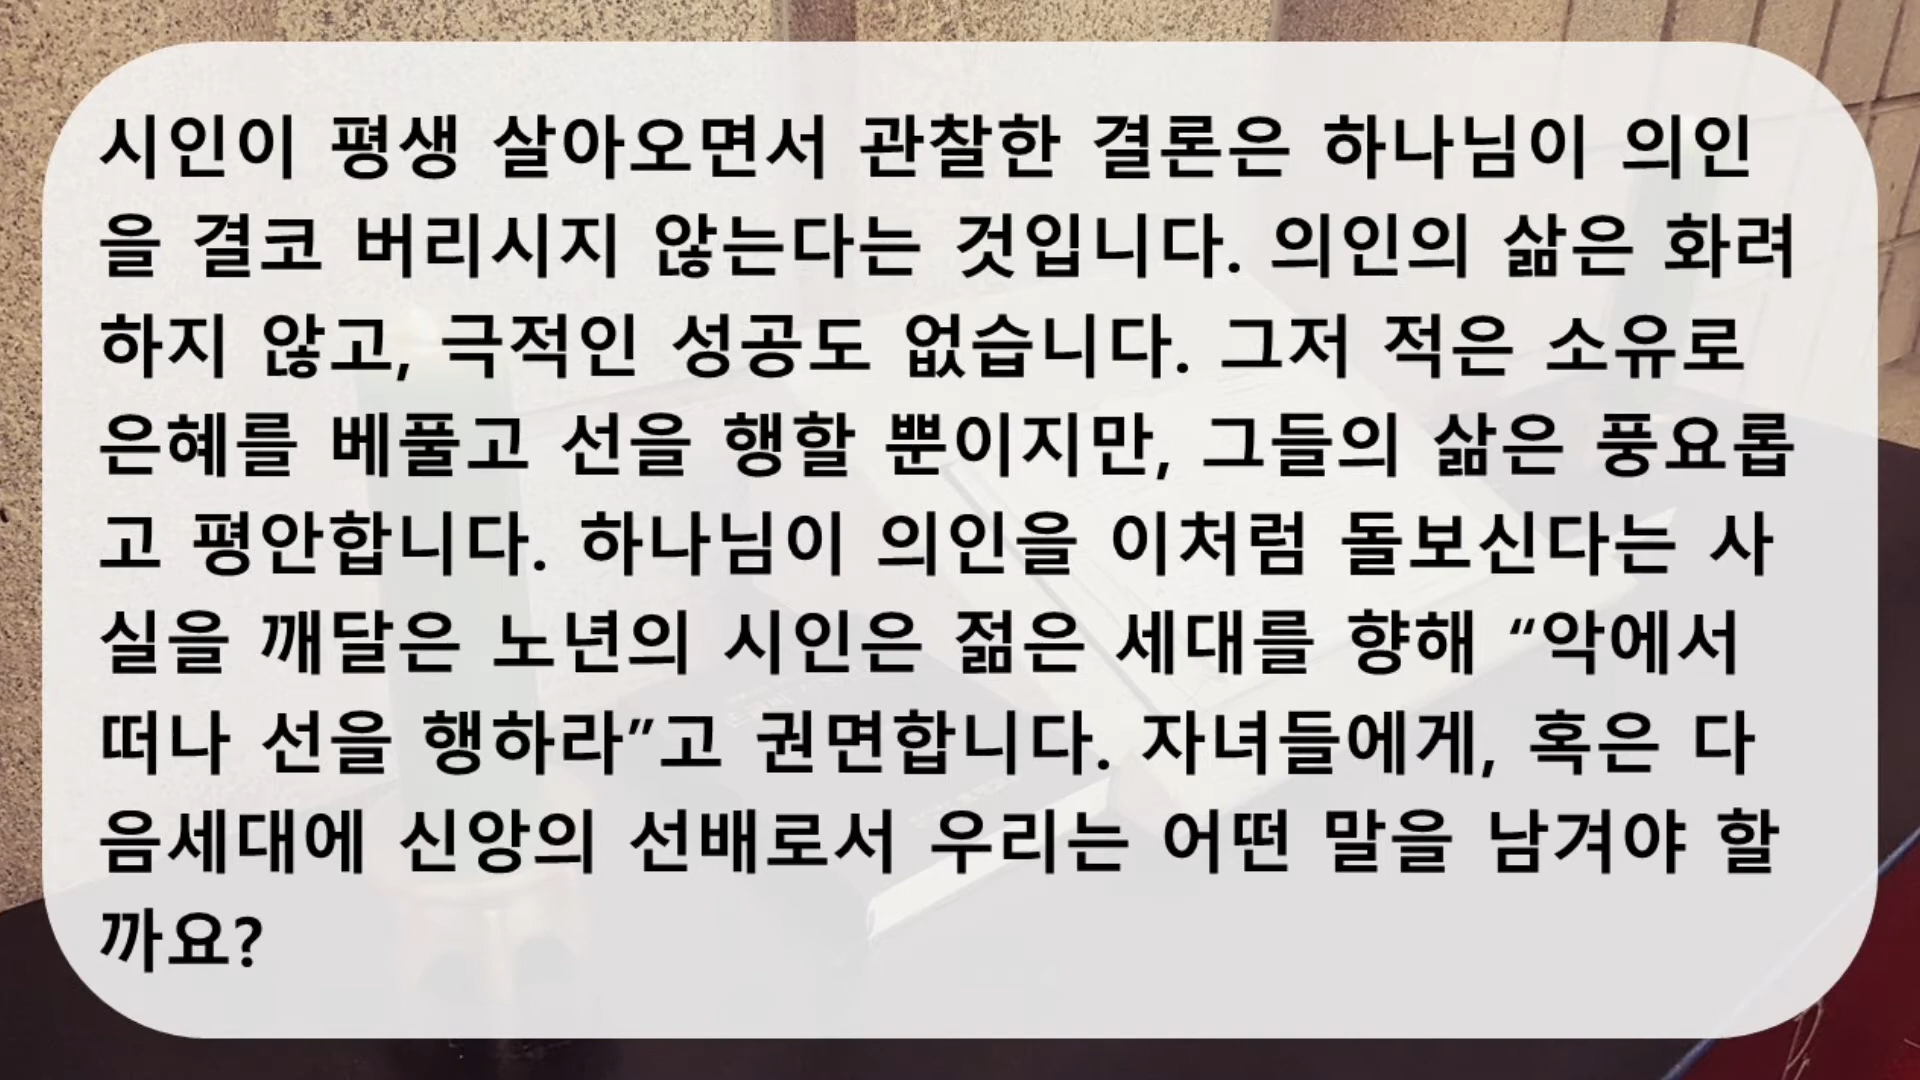 시인이 평생 살아오면서 관찰한 결론은 하나님이 의인
을 결코 버리시지 않는다는 것입니다. 의인의 삶은 화려
하지 않고, 극적인 성공도 없습니다. 그저 적은 소유로
은혜를 베풀고 선을 행할 뿐이지만, 그들의 삶은 풍요롭
고 평안합니다. 하나님이 의인을 이처럼 돌보신다는 사
실을 깨달은 노년의 시인은 젊은 세대를 향해 “악에서
떠나 선을 행하라”고 권면합니다. 자녀들에게, 혹은 다
음세대에 신앙의 선배로서 우리는 어떤 말을 남겨야 할
까요?